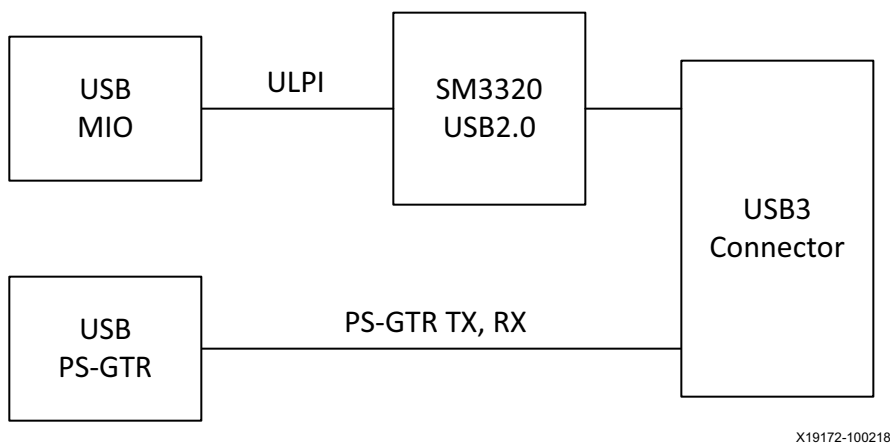 USB
MIO
ULPI
SM3320
USB2.0
USB3
Connector
USB
PS-GTR
PS-GTR TX, RX
X19172-100218